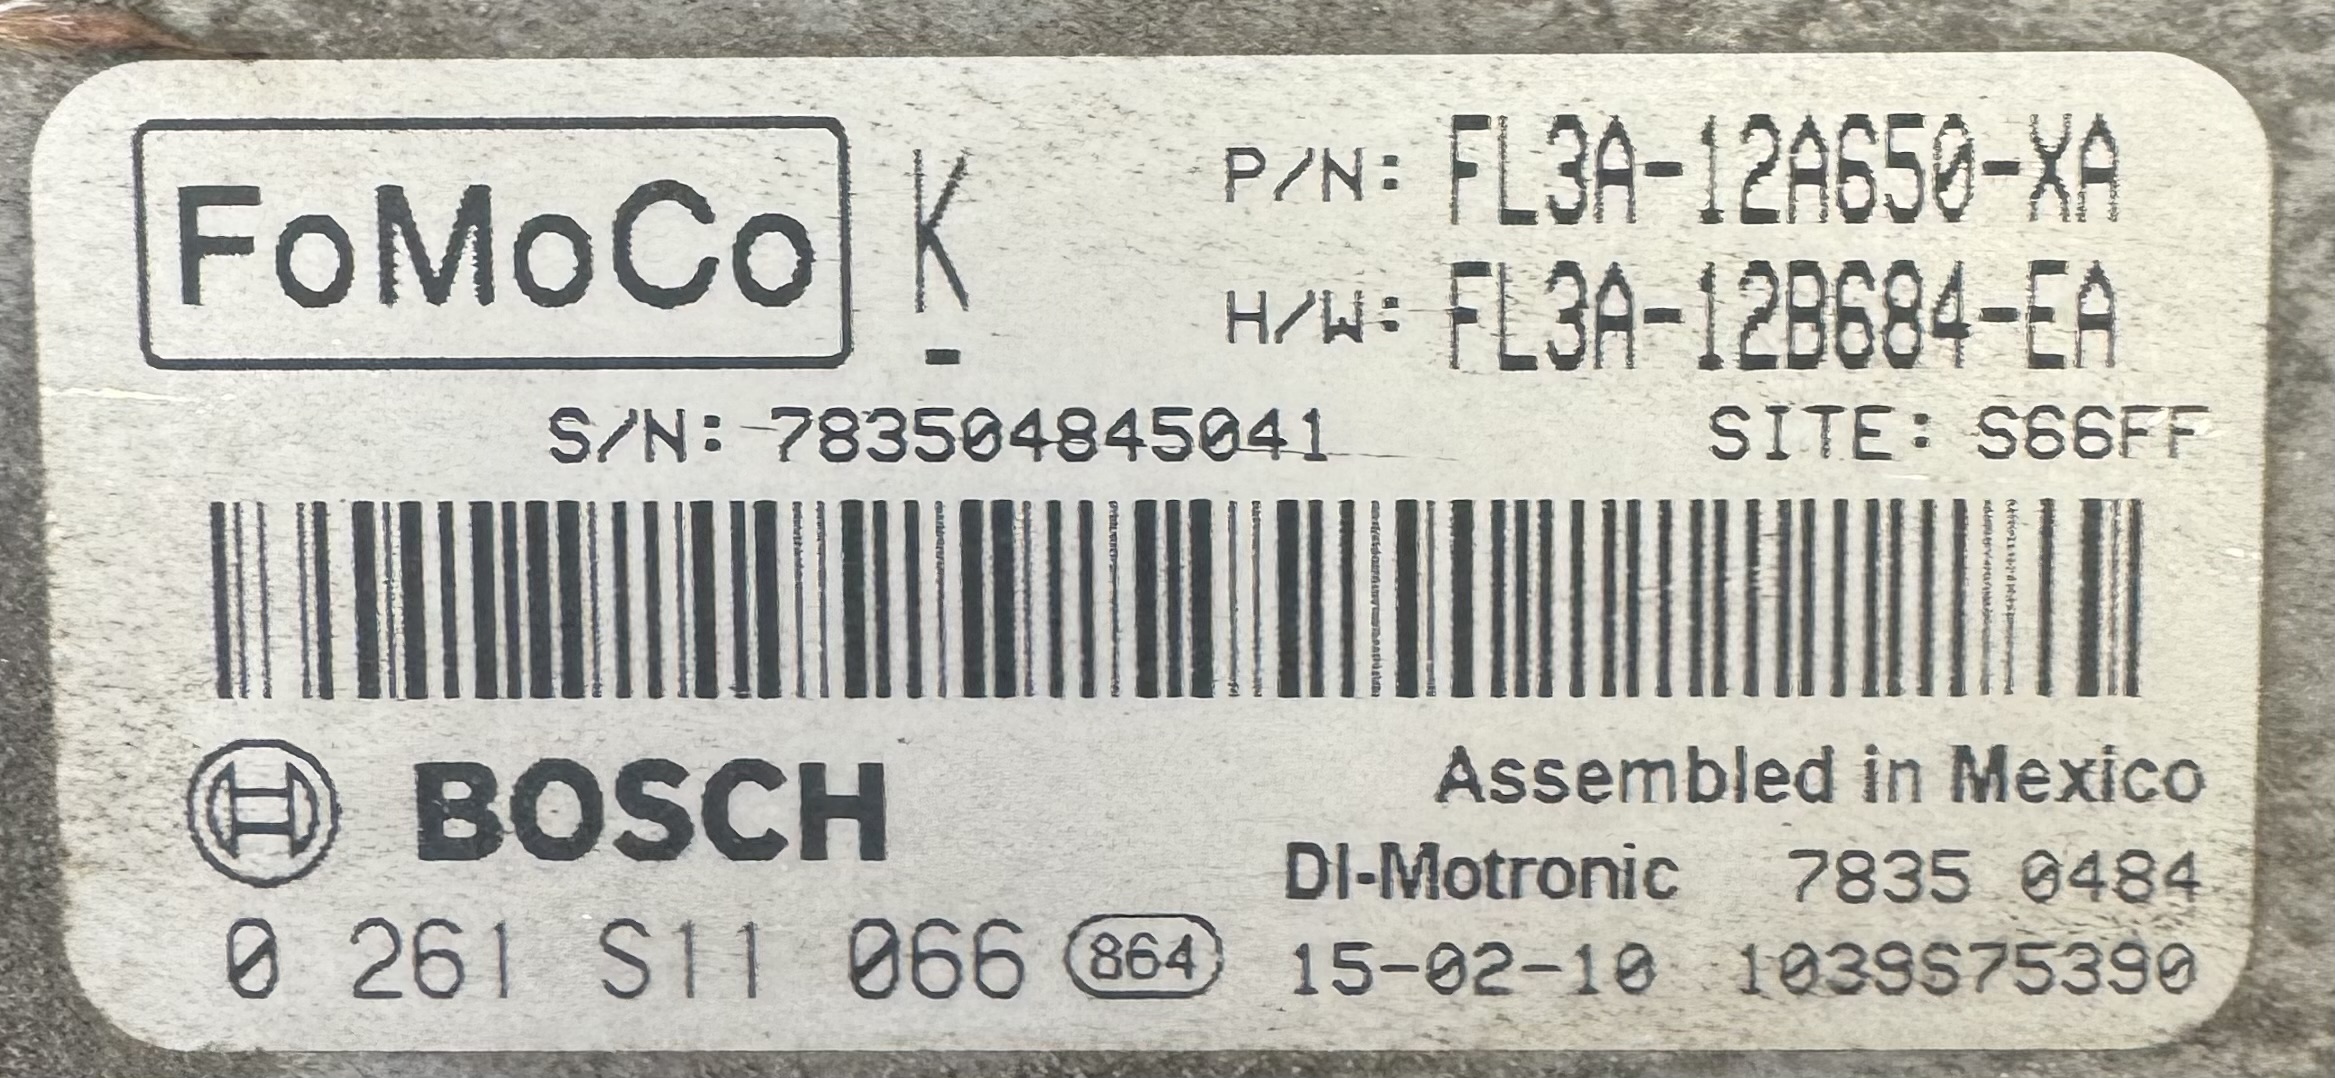 FoMoCo K P/N: FL3A-12A650-XA
H/W: FL3A-12B684-EA
S/N: 783504845041 SITE: S66FF
BOSCH
Assembled in Mexico
DI-Motronic 7835 0484
0 261 S11 066 864 15-02-10 1039S75390